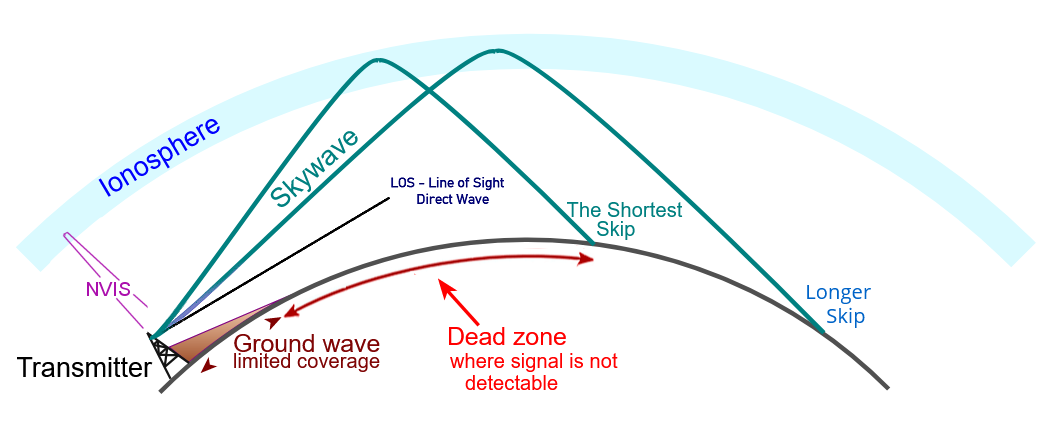 Ionosphere
Skywave
LOS - Line of Sight
Direct Wave
The Shortest
Skip
NVIS
Longer
Skip
Transmitter
Ground wave
limited coverage
Dead zone
where signal is not
detectable